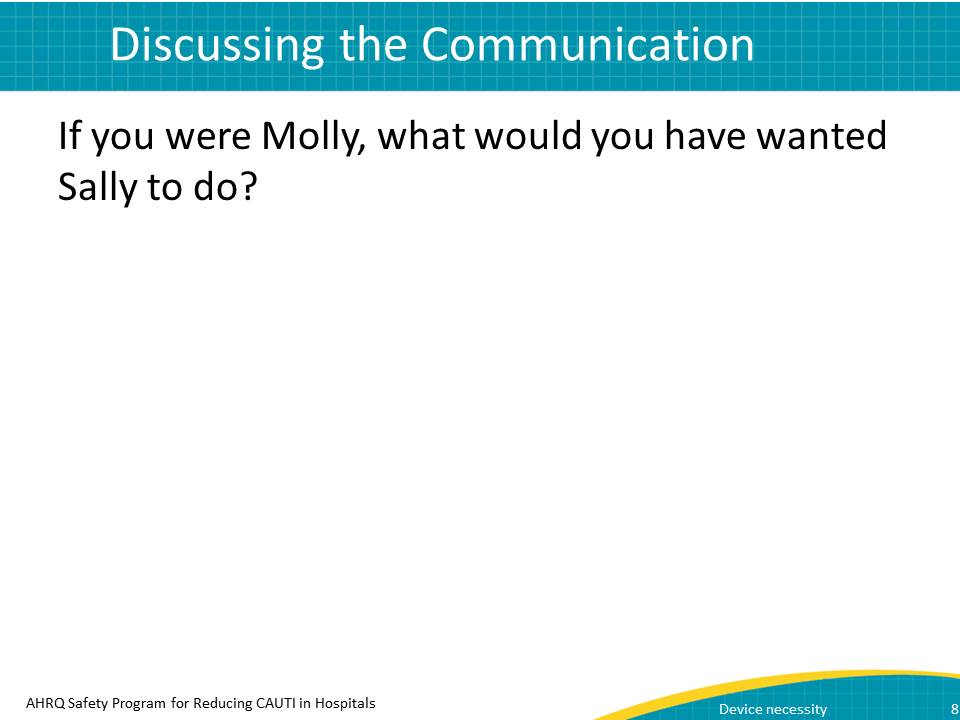 Discussing the Communication
If you were Molly, what would you have wanted
Sally to do?
AHRQ Safety Program for Reducing CAUTI in Hospitals
Device necessity
8